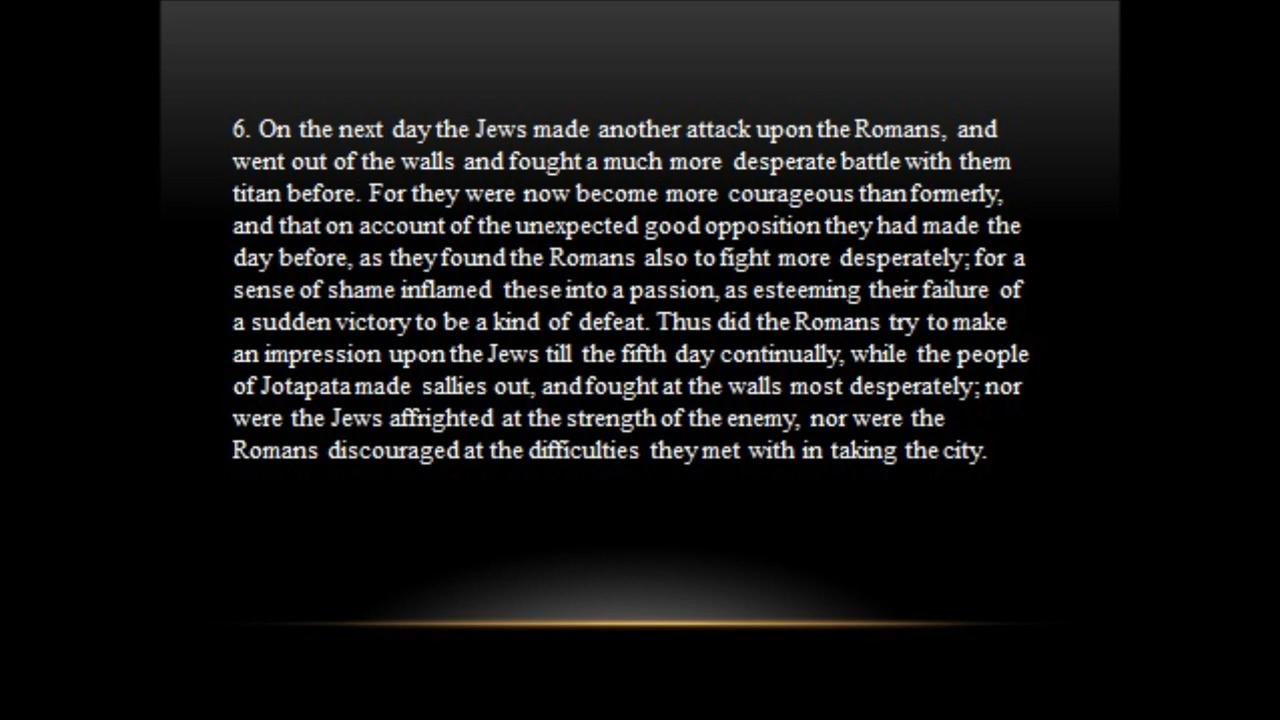 6. On the next day the Jews made another attack upon the Romans, and
went out of the walls and fought a much more desperate battle with them
titan before. For they were now become more courageous than formerly,
and that on account of the unexpected good opposition they had made the
day before, as they found the Romans also to fight more desperately; for a
sense of shame inflamed these into a passion, as esteeming their failure of
a sudden victory to be a kind of defeat. Thus did the Romans try to make
an impression upon the Jews till the fifth day continually, while the people
of Jotapata made sallies out, and fought at the walls most desperately; nor
were the Jews affrighted at the strength of the enemy, nor were the
Romans discouraged at the difficulties they met with in taking the city.